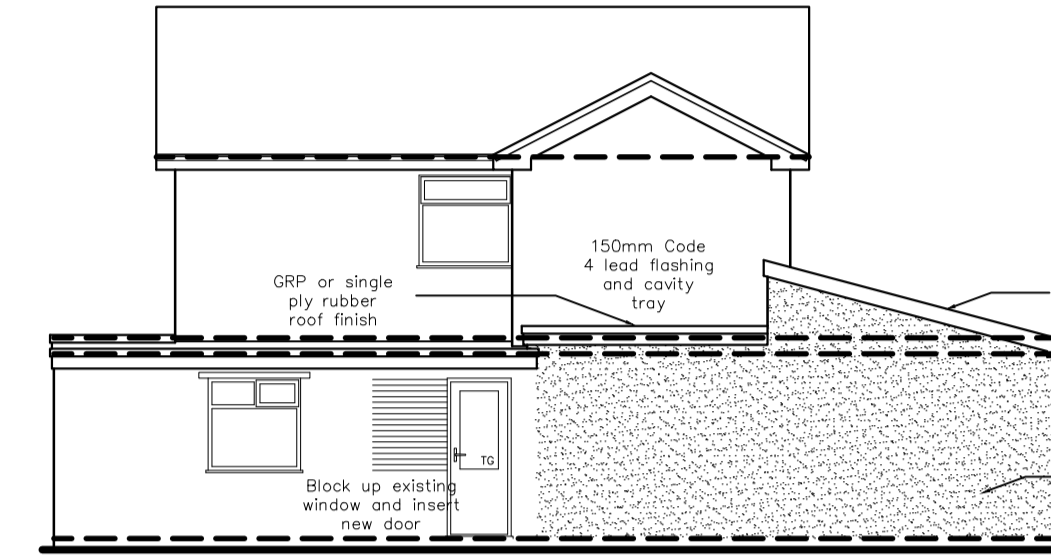 150mm Code
4 lead flashing
and cavity
tray
GRP or single
ply rubber
roof finish
TG
Block up existing
window and insert
new door